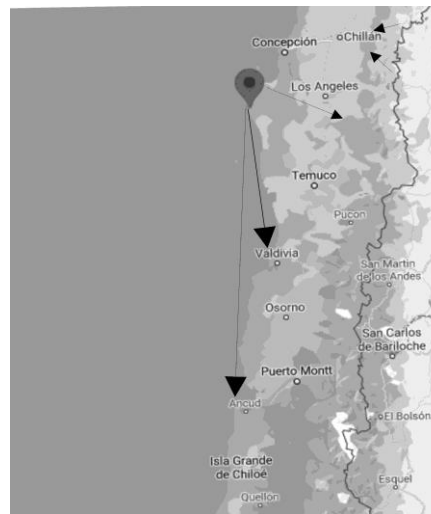 Chillán
Concepción
Los Angeles
Temuco
Pucon
Valdivia
San Martin
de los Andes
Osorno
San Carlos
de Bariloche
Puerto Montt
Ancud
El Bolsón
Isla Grande
de Chiloé
Esquel
Quellon